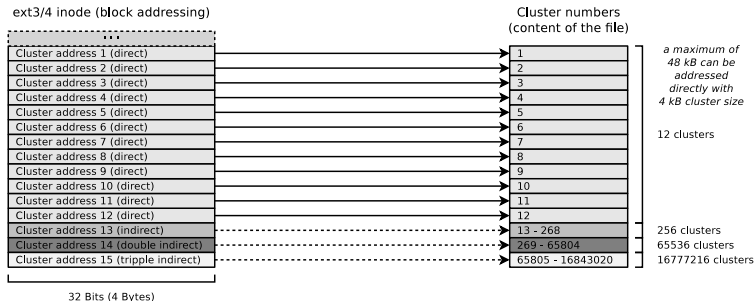 ext3/4 inode (block addressing)
Cluster numbers
(content of the file)
...
Cluster address 1 (direct)
Cluster address 2 (direct)
Cluster address 3 (direct)
Cluster address 4 (direct)
Cluster address 5 (direct)
Cluster address 6 (direct)
Cluster address 7 (direct)
Cluster address 8 (direct)
Cluster address 9 (direct)
Cluster address 10 (direct)
Cluster address 11 (direct)
Cluster address 12 (direct)
Cluster address 13 (indirect)
Cluster address 14 (double indirect)
Cluster address 15 (tripple indirect)
32 Bits (4 Bytes)
1
2
3
4
5
6
7
8
9
10
11
12
13 - 268
269 - 65804
65805 - 16843020
a maximum of
48 kB can be
addressed
directly with
4 kB cluster size
12 clusters
256 clusters
65536 clusters
16777216 clusters